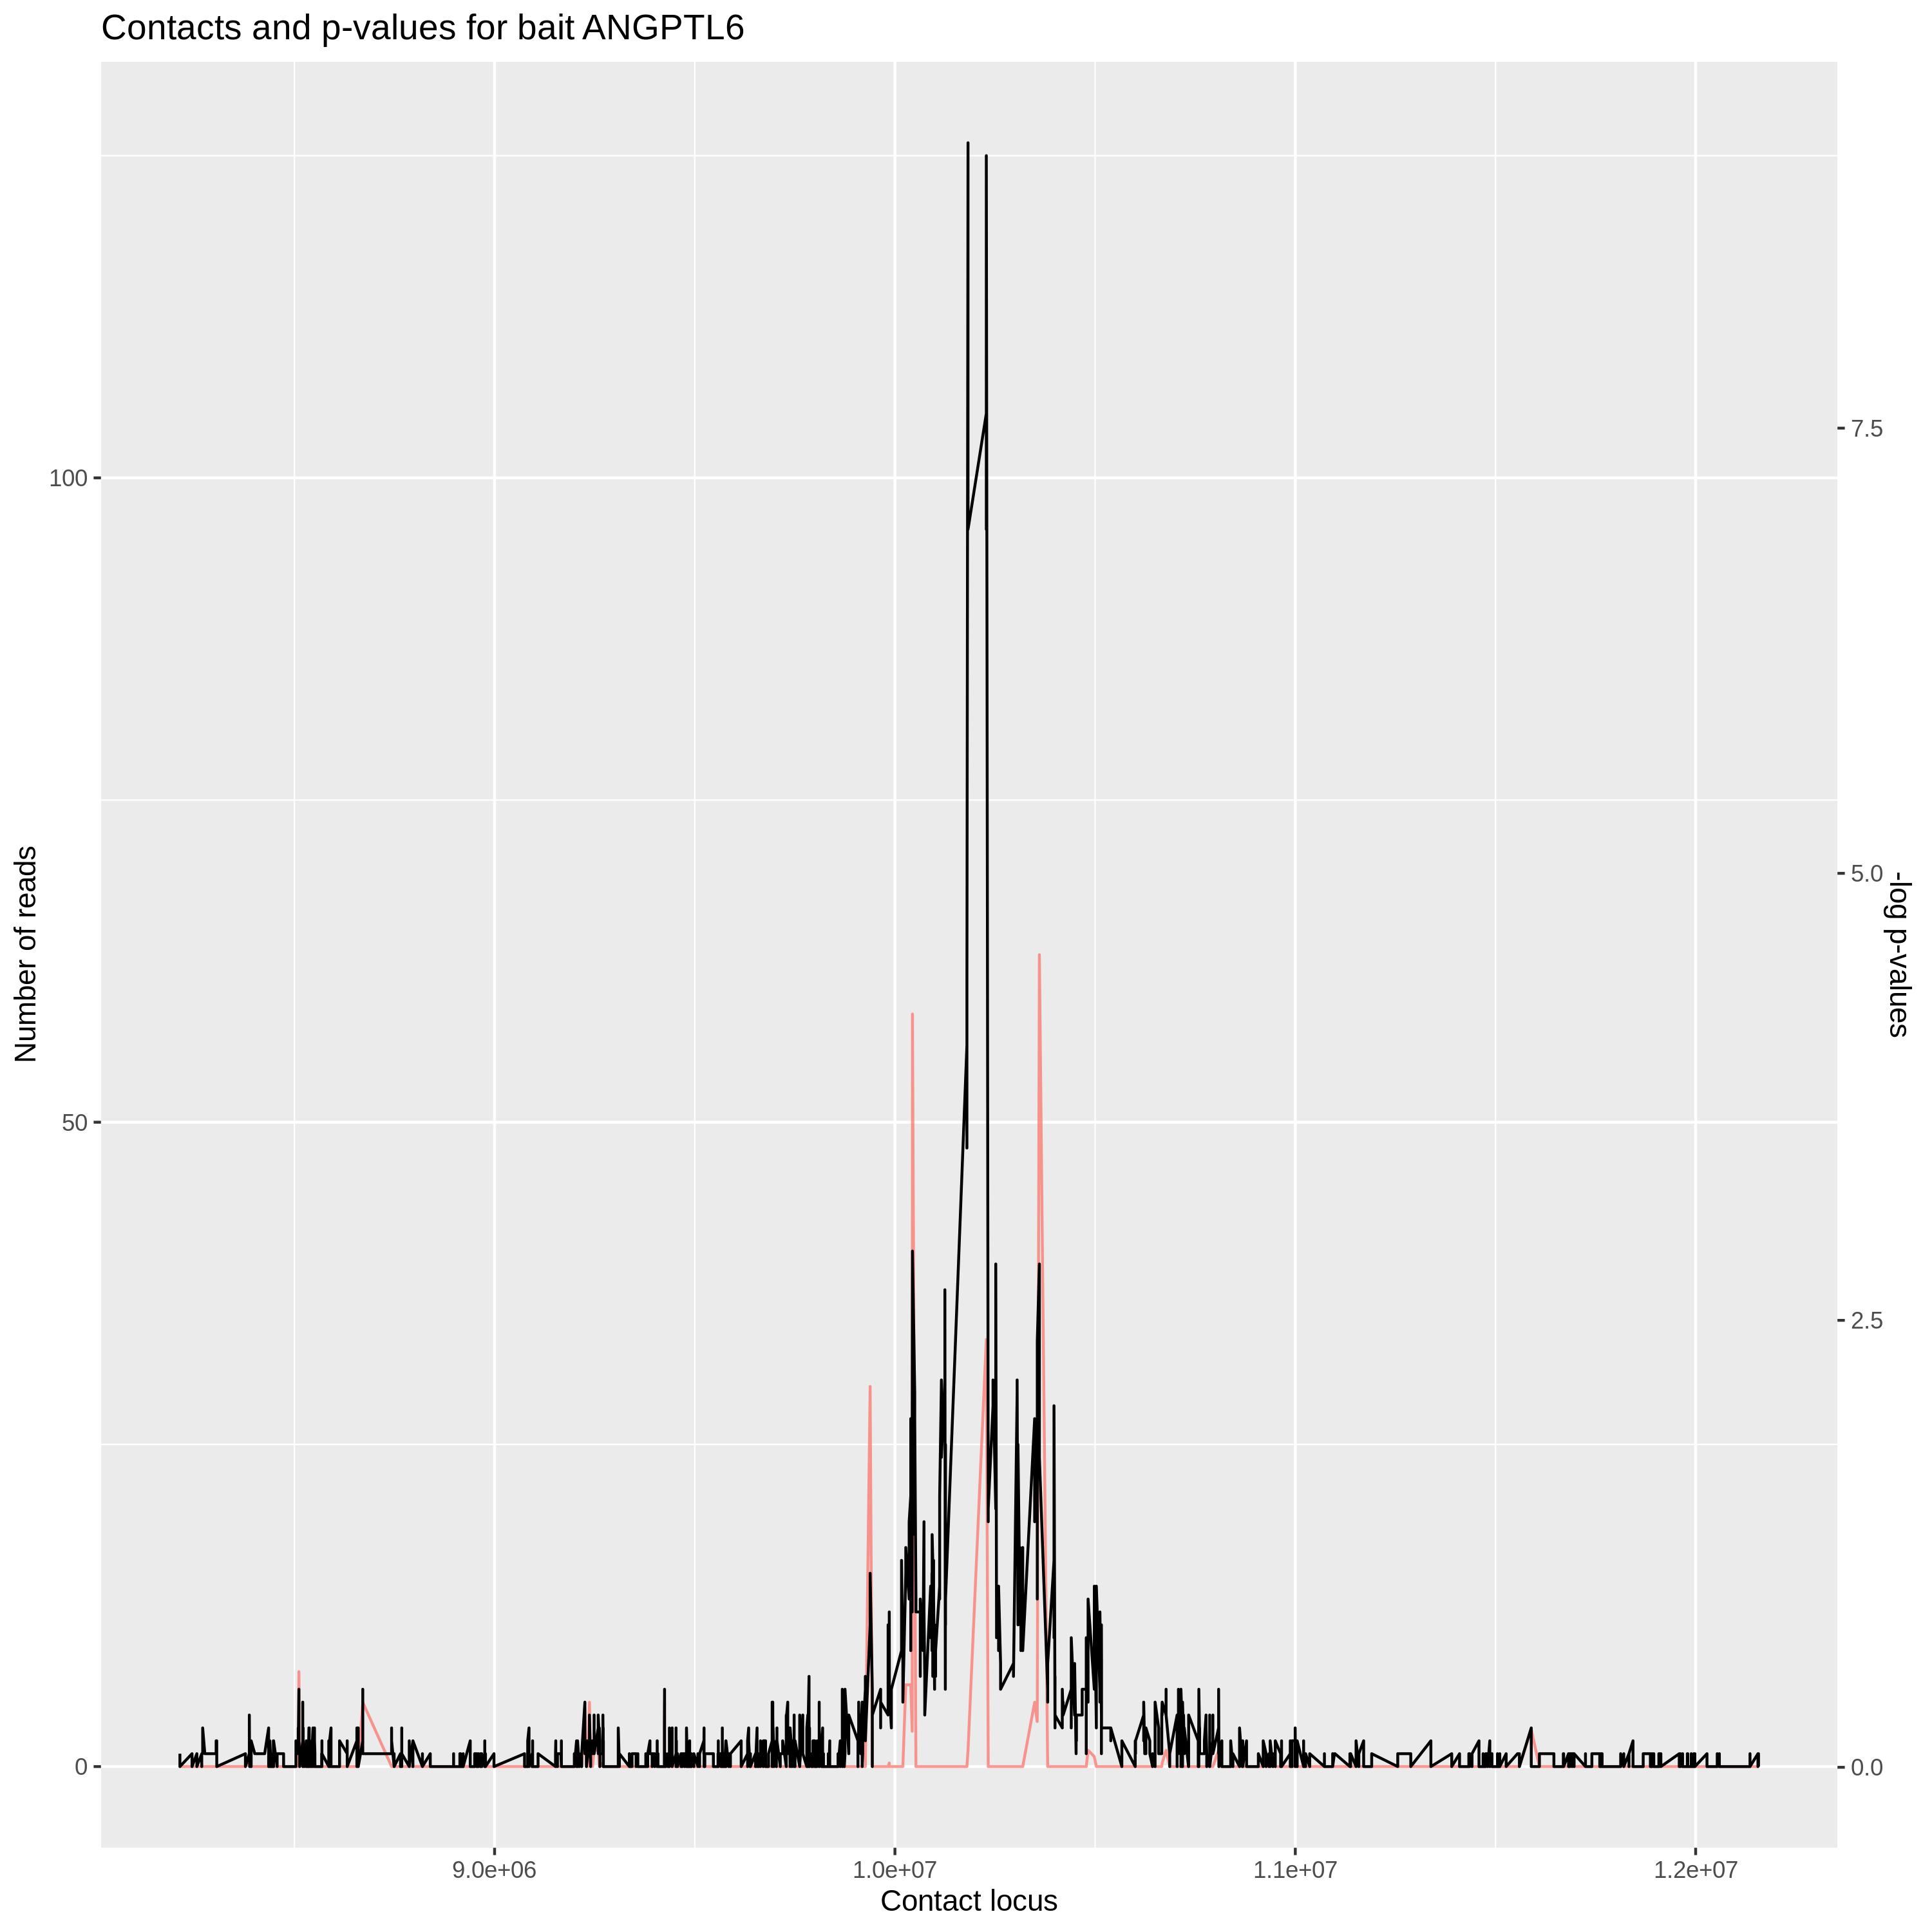 Contacts and p-values for bait ANGPTL6
100
50
0
Number of reads
7.5
5.0
2.5
0.0
-log p-values
9.0e+06
1.0e+07
1.1e+07
1.2e+07
Contact locus